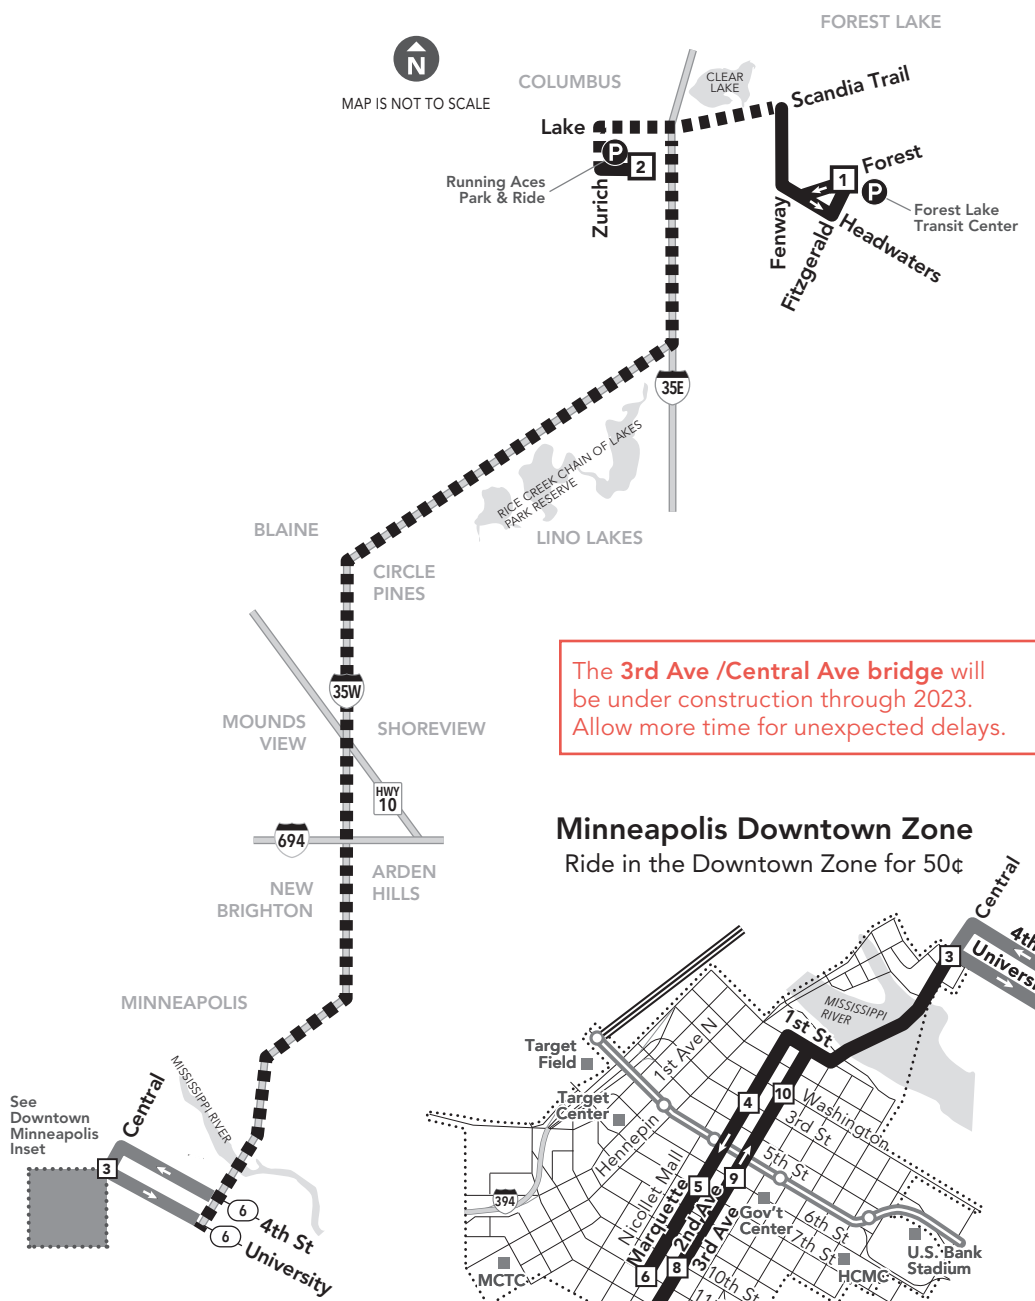 FOREST LAKE
N
MAP IS NOT TO SCALE
COLUMBUS
CLEAR
LAKE
Scandia Trail
Lake
P
2
Running Aces
Park & Ride
Zurich
1
Forest
P
Forest Lake
Transit Center
Fenway
Fitzgerald
Headwaters
35E
RICE CREEK CHAIN OF LAKES
PARK RESERVE
BLAINE
LINO LAKES
CIRCLE
PINES
35W
MOUNDS
VIEW
SHOREVIEW
HWY
10
694
ARDEN
HILLS
NEW
BRIGHTON
MINNEAPOLIS
MISSISSIPPI RIVER
See
Downtown
Minneapolis
Inset
Central
3
6
4th St
6
University
The 3rd Ave /Central Ave bridge will
be under construction through 2023.
Allow more time for unexpected delays.
Minneapolis Downtown Zone
Ride in the Downtown Zone for 50¢
Central
4th
Universi
3
MISSISSIPPI
RIVER
1st St
Target
Field
1st Ave N
Target
Center
Hennepin
4
10
Washington
3rd St
5th St
Nicollet Mall
5
9
394
Marquette
2nd Ave
3rd Ave
Gov't
Center
6th St
7th St
U.S. Bank
Stadium
HCMC
MCTC
6
8
10th St
11